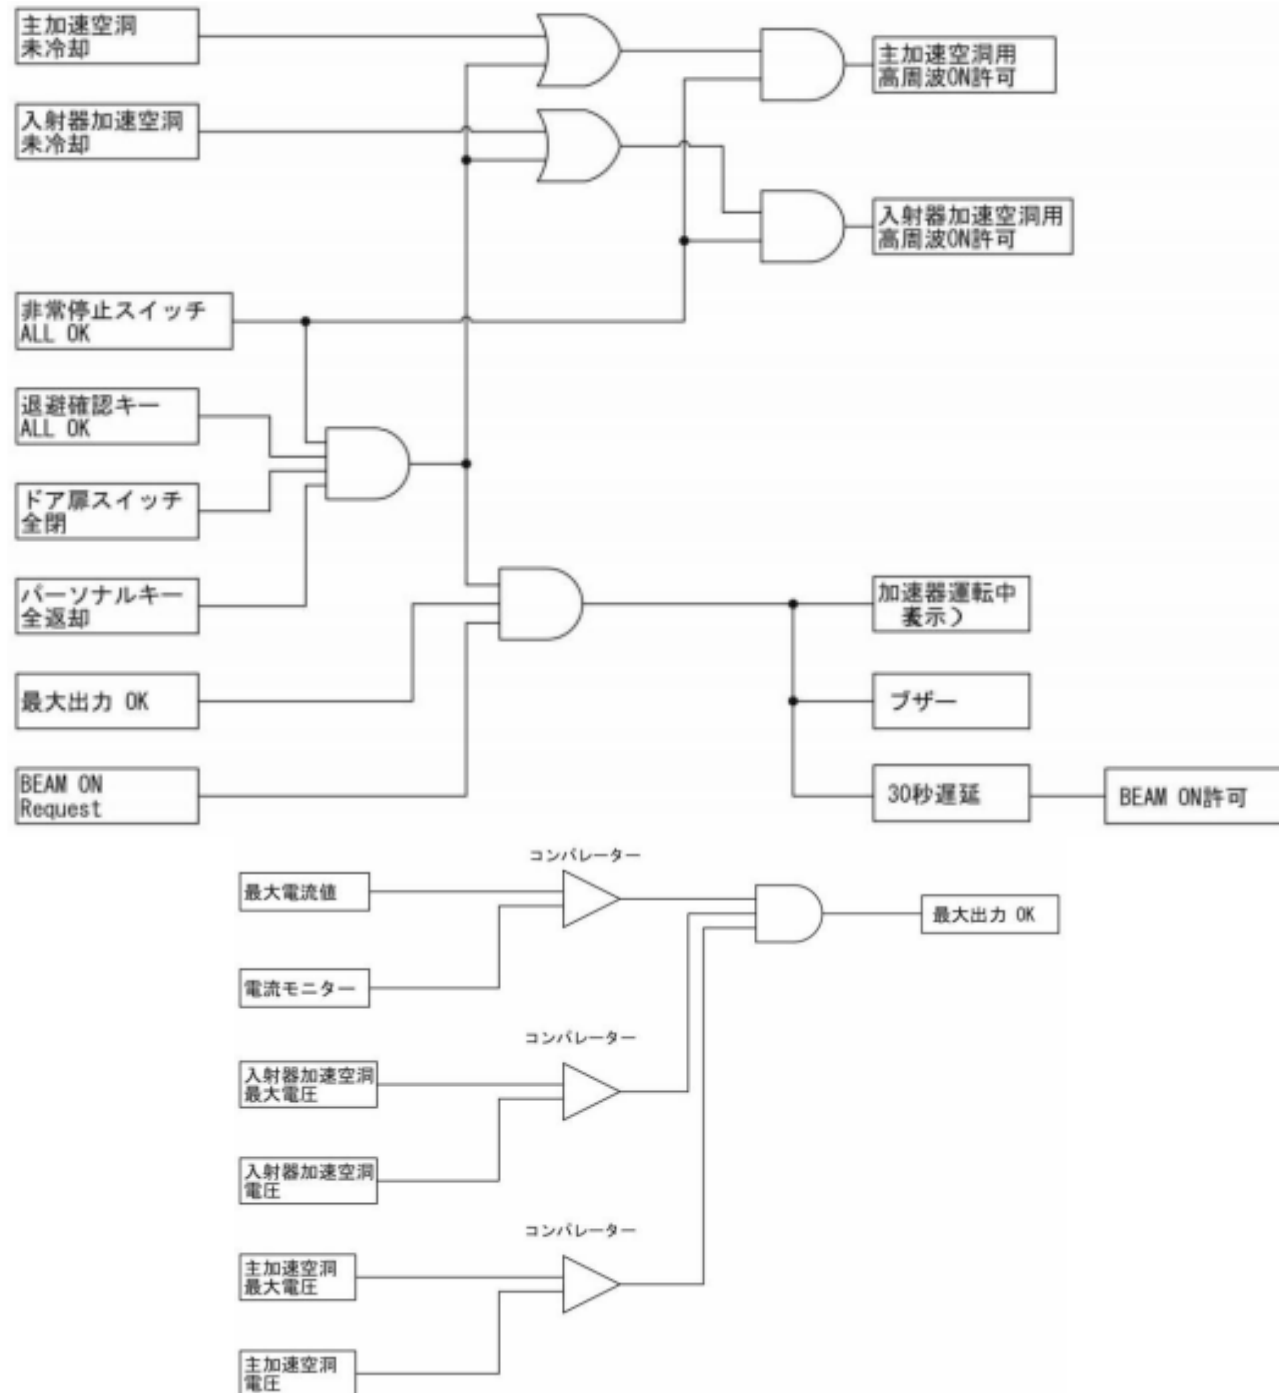 主加速空洞
未冷却
主加速空洞用
高周波ON許可
入射器加速空洞
未冷却
入射器加速空洞用
高周波ON許可
非常停止スイッチ
ALL OK
退避確認キー
ALL OK
ドア扉スイッチ
全閉
パーソナルキー
全返却
加速器運転中
表示）
最大出力 OK
ブザー
BEAM ON
Request
30秒遅延
BEAM ON許可
コンパレーター
最大電流値
最大出力 OK
電流モニター
コンパレーター
入射器加速空洞
最大電圧
入射器加速空洞
電圧
コンパレーター
主加速空洞
最大電圧
主加速空洞
電圧